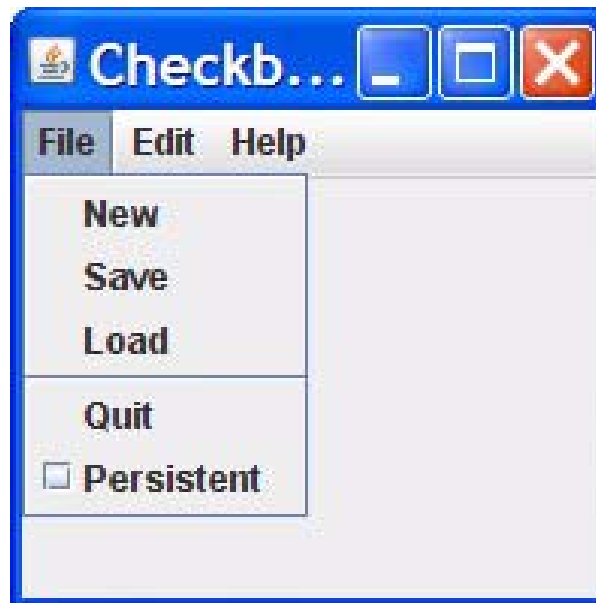 Checkb...
File Edit Help
New
Save
Load
Quit
Persistent